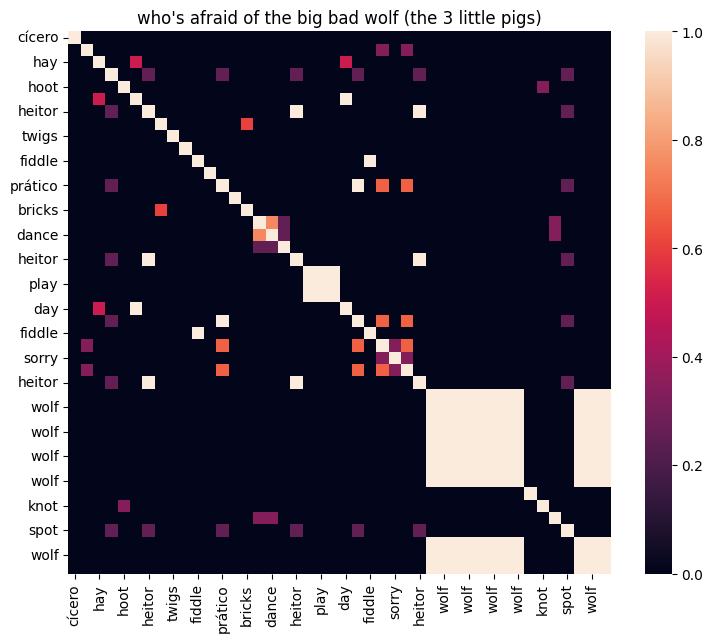 who's afraid of the big bad wolf (the 3 little pigs)
cícero
hay
hoot
heitor
twigs
fiddle
prático
bricks
dance
heitor
play
day
fiddle
sorry
heitor
wolf
wolf
wolf
wolf
knot
spot
wolf
cícero
hay
hoot
heitor
twigs
fiddle
prático
bricks
dance
heitor
play
day
fiddle
sorry
heitor
wolf
wolf
wolf
wolf
knot
spot
wolf
1.0
0.8
0.6
0.4
0.2
0.0